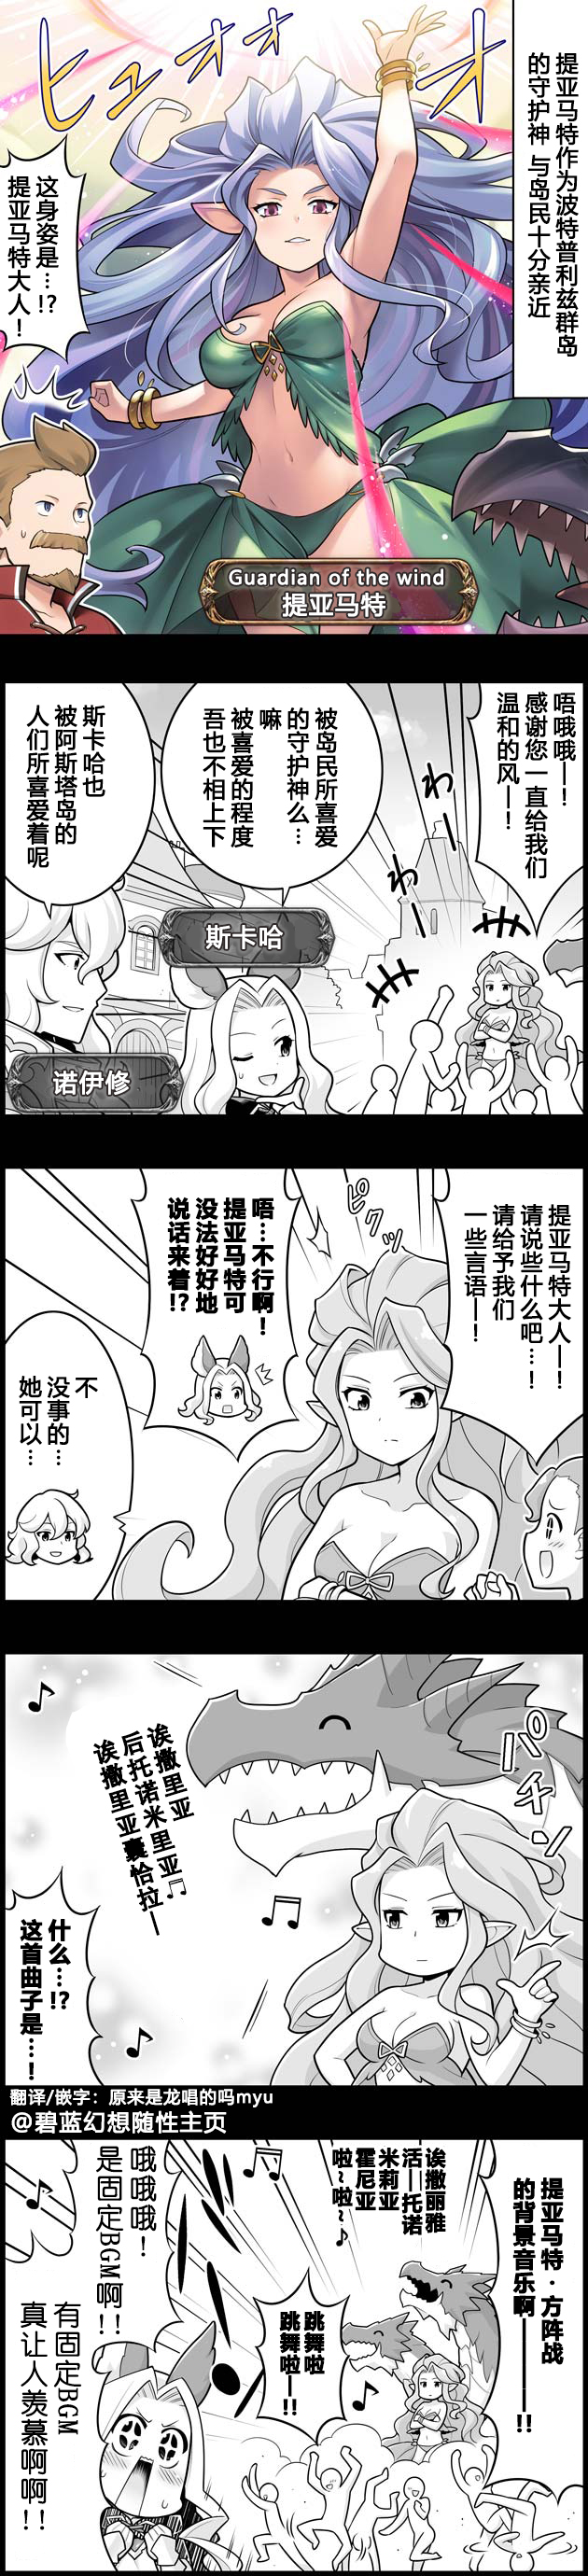 ヒュオオオ
提亚马特作为波特普利兹群岛
的守护神 与岛民十分亲近
这身姿是…!?
提亚马特大人！
Guardian of the wind
提亚马特
唔哦哦ー！
感谢您一直给我们
温和的风ー！
わー
わー
被岛民所喜爱
的守护神么…
嘛
被喜爱的程度
吾也不相上下
斯卡哈也
被阿斯塔岛的
人们所喜爱着呢
斯卡哈
诺伊修
提亚马特大人ー！
请说些什么吧…！
请给予我们
一些言语ー！
ピクッ
唔…不行啊！
提亚马特可
没法好好地
说话来着!?
不
没事的…
她可以…
パチン
诶撒里亚
后托诺米里亚♫
诶撒里亚囊恰拉ー
什么…!?
这首曲子是…！
翻译/嵌字：原来是龙唱的吗myu
@碧蓝幻想随性主页
提亚马特·方阵战
的背景音乐啊———!!
诶撒丽雅
活ー托诺
米莉亚
霍尼亚
啦~啦~♪
跳舞啦
跳舞啦ー!!
哦哦哦！
是固定BGM啊!!
有固定BGM
真让人羡慕啊啊!!